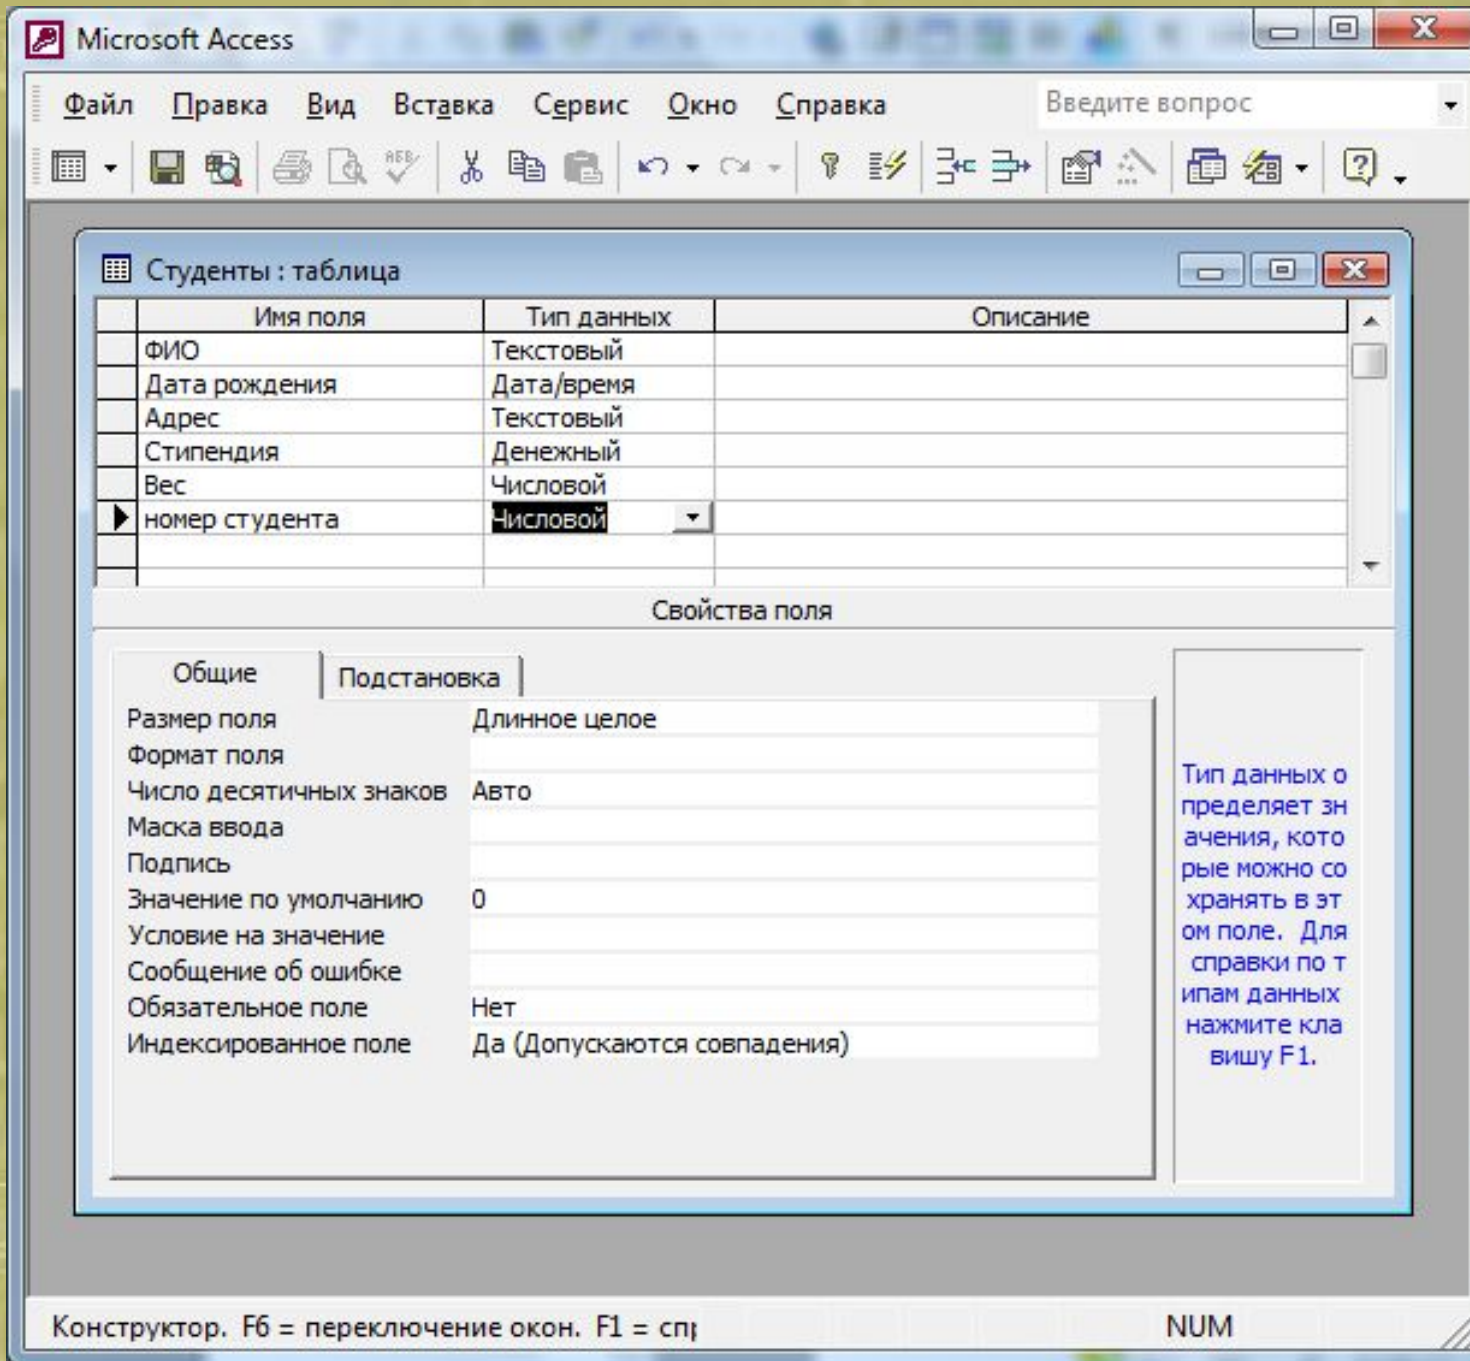 Microsoft Access
Файл Правка Вид Вставка Сервис Окно Справка Введите вопрос
Студенты : таблица
Имя поля Тип данных Описание
ФИО Текстовый
Дата рождения Дата/время
Адрес Текстовый
Стипендия Денежный
Вес Числовой
номер студента Числовой
Свойства поля
Общие Подстановка
Размер поля Длинное целое
Формат поля
Число десятичных знаков Авто
Маска ввода
Подпись
Значение по умолчанию 0
Условие на значение
Сообщение об ошибке
Обязательное поле Нет
Индексированное поле Да (Допускаются совпадения)
Тип данных о
пределяет зн
ачения, кото
рые можно со
хранять в эт
ом поле. Для
справки по т
ипам данных
нажмите кла
вишу F1.
Конструктор. F6 = переключение окон. F1 = спр NUM